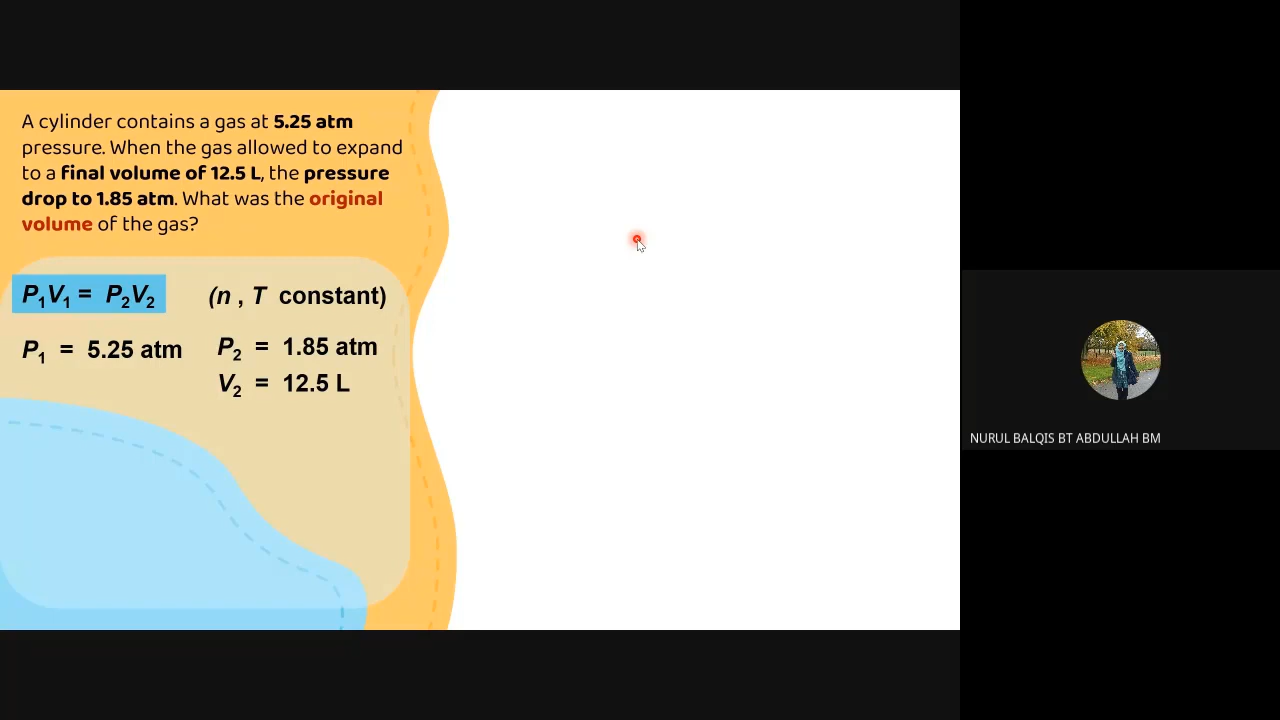 A cylinder contains a gas at 5.25 atm
pressure. When the gas allowed to expand
to a final volume of 12.5 L, the pressure
drop to 1.85 atm. What was the original
volume of the gas?
P₁V₁ = P₂V₂ (n , T constant)
P₁ = 5.25 atm P₂ = 1.85 atm
V₂ = 12.5 L
NURUL BALQIS BT ABDULLAH BM